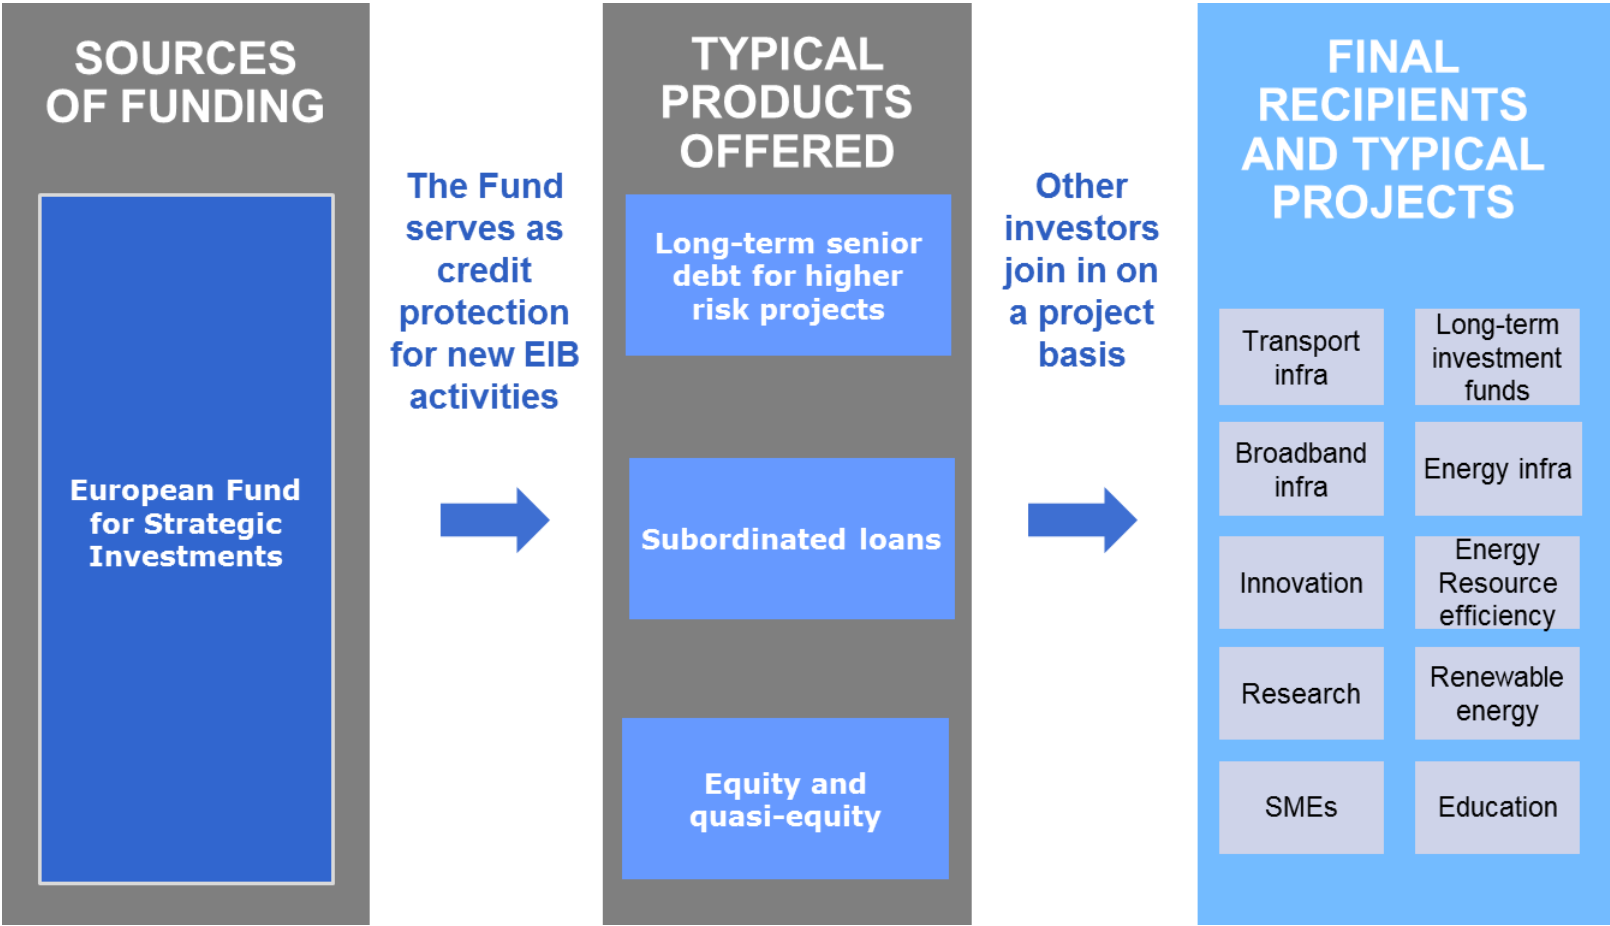 SOURCES
OF FUNDING
European Fund
for Strategic
Investments
The Fund
serves as
credit
protection
for new EIB
activities
TYPICAL
PRODUCTS
OFFERED
Long-term senior
debt for higher
risk projects
Subordinated loans
Equity and
quasi-equity
Other
investors
join in on
a project
basis
FINAL
RECIPIENTS
AND TYPICAL
PROJECTS
Transport
infra
Long-term
investment
funds
Broadband
infra
Energy infra
Innovation
Energy
Resource
efficiency
Research
Renewable
energy
SMEs
Education